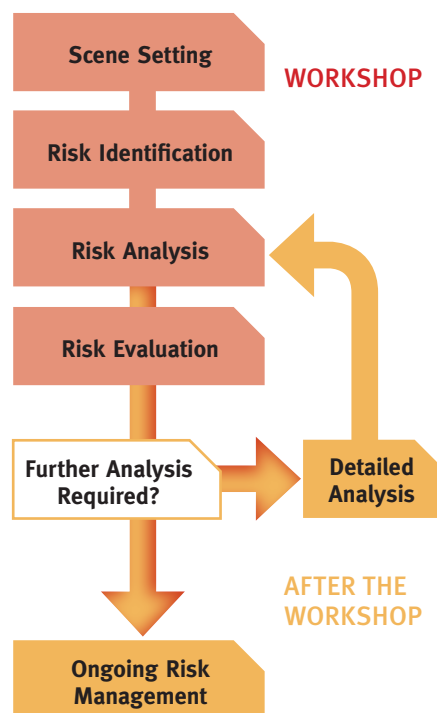 Scene Setting
WORKSHOP
Risk Identification
Risk Analysis
Risk Evaluation
Further Analysis
Required?
Detailed
Analysis
AFTER THE
WORKSHOP
Ongoing Risk
Management